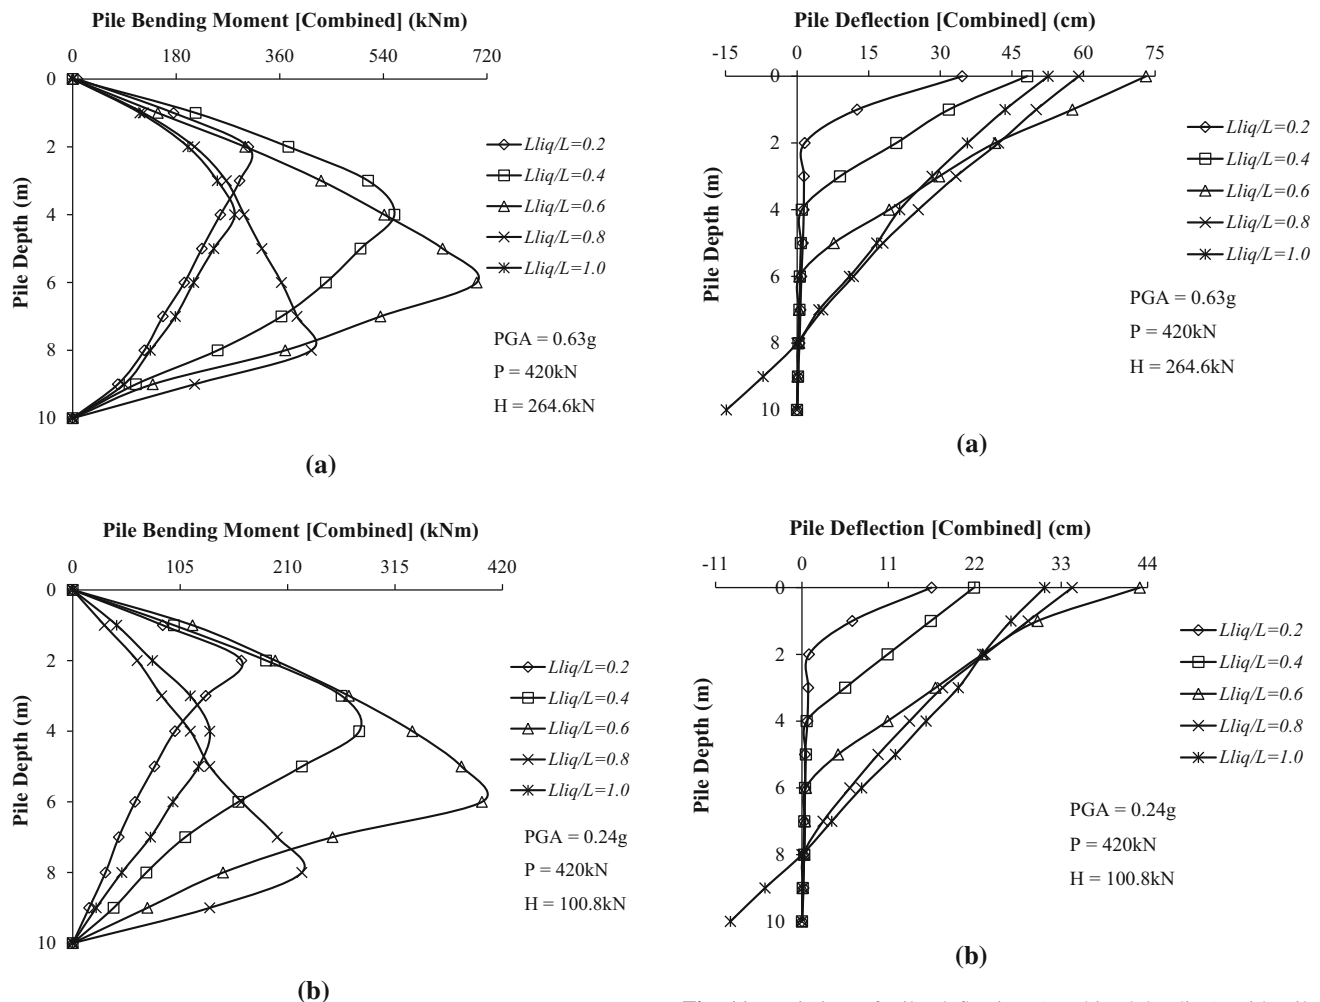 Pile Bending Moment [Combined] (kNm)
0 180 360 540 720
0
2
4
6
8
10
Pile Depth (m)
Lliq/L=0.2
Lliq/L=0.4
Lliq/L=0.6
Lliq/L=0.8
Lliq/L=1.0
PGA = 0.63g
P = 420kN
H = 264.6kN
(a)
Pile Deflection [Combined] (cm)
-15 0 15 30 45 60 75
0
2
4
6
8
10
Pile Depth (m)
Lliq/L=0.2
Lliq/L=0.4
Lliq/L=0.6
Lliq/L=0.8
Lliq/L=1.0
PGA = 0.63g
P = 420kN
H = 264.6kN
(a)
Pile Bending Moment [Combined] (kNm)
0 105 210 315 420
0
2
4
6
8
10
Pile Depth (m)
Lliq/L=0.2
Lliq/L=0.4
Lliq/L=0.6
Lliq/L=0.8
Lliq/L=1.0
PGA = 0.24g
P = 420kN
H = 100.8kN
(b)
Pile Deflection [Combined] (cm)
-11 0 11 22 33 44
0
2
4
6
8
10
Pile Depth (m)
Lliq/L=0.2
Lliq/L=0.4
Lliq/L=0.6
Lliq/L=0.8
Lliq/L=1.0
PGA = 0.24g
P = 420kN
H = 100.8kN
(b)